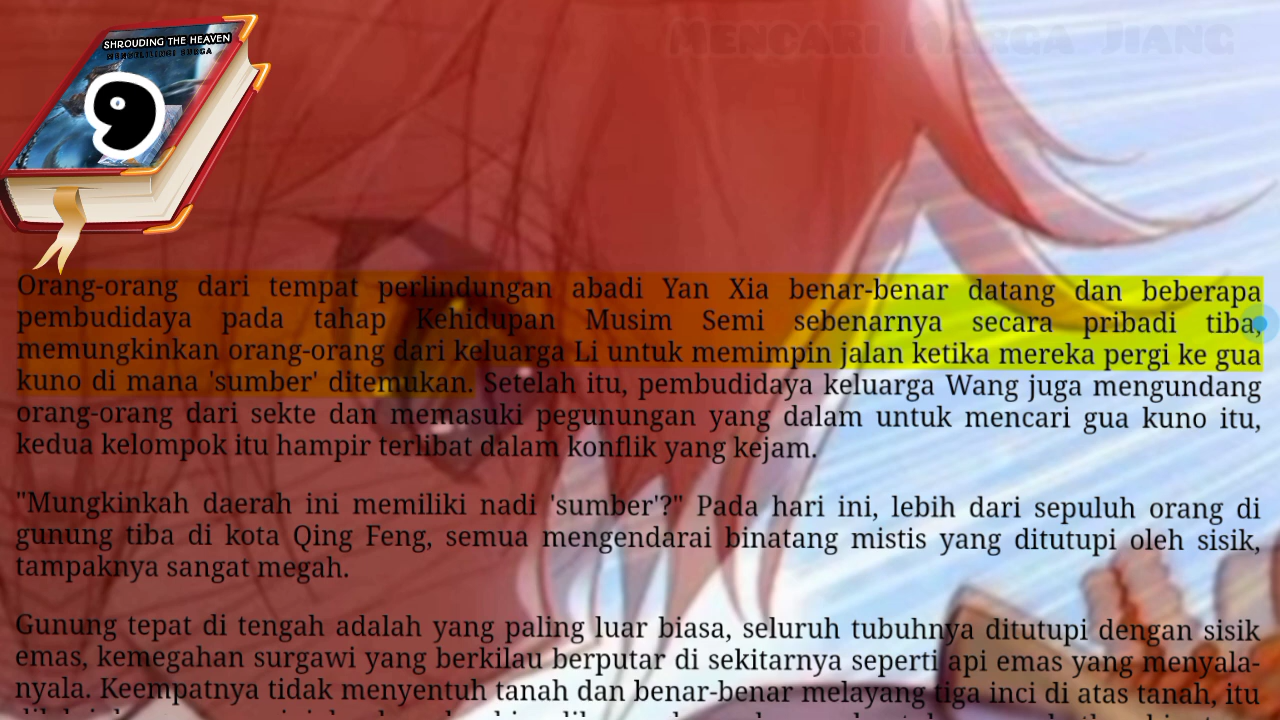 MENCARI MARGA JIANG
SHROUDING THE HEAVEN
9
Orang-orang dari tempat perlindungan abadi Yan Xia benar-benar datang dan beberapa
pembudidaya pada tahap Kehidupan Musim Semi sebenarnya secara pribadi tiba,
memungkinkan orang-orang dari keluarga Li untuk memimpin jalan ketika mereka pergi ke gua
kuno di mana 'sumber' ditemukan. Setelah itu, pembudidaya keluarga Wang juga mengundang
orang-orang dari sekte dan memasuki pegunungan yang dalam untuk mencari gua kuno itu,
kedua kelompok itu hampir terlibat dalam konflik yang kejam.
"Mungkinkah daerah ini memiliki nadi 'sumber'?" Pada hari ini, lebih dari sepuluh orang di
gunung tiba di kota Qing Feng, semua mengendarai binatang mistis yang ditutupi oleh sisik,
tampaknya sangat megah.
Gunung tepat di tengah adalah yang paling luar biasa, seluruh tubuhnya ditutupi dengan sisik
emas, kemegahan surgawi yang berkilau berputar di sekitarnya seperti api emas yang menyala-
nyala. Keempatnya tidak menyentuh tanah dan benar-benar melayang tiga inci di atas tanah, itu